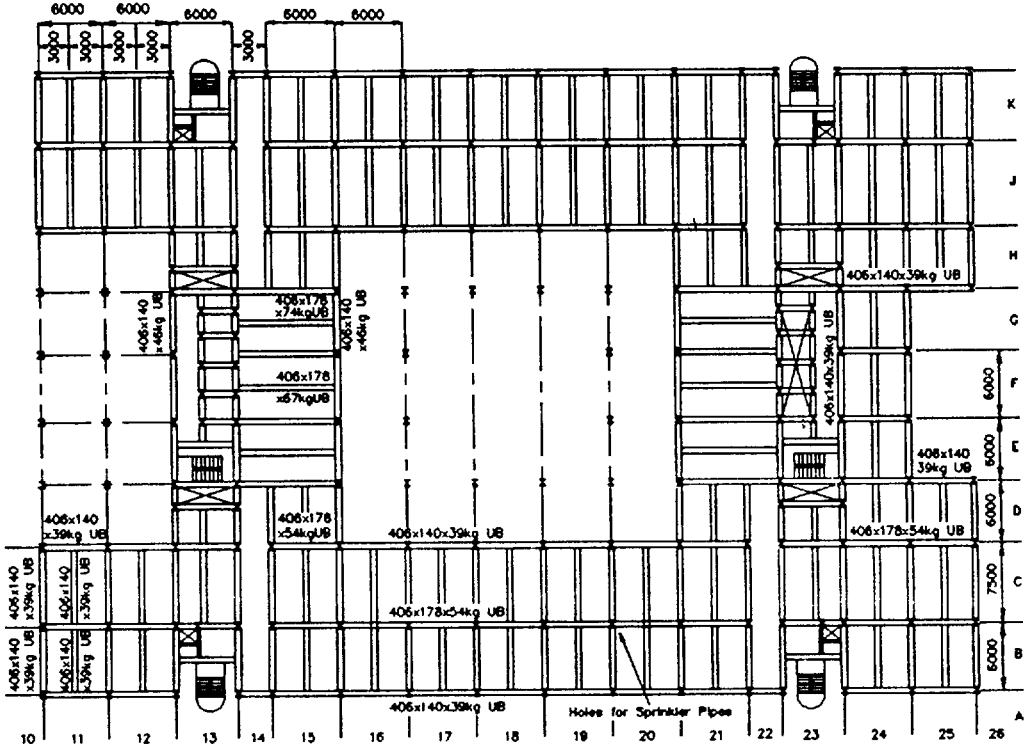 6000 6000 6000 6000 6000
3000 3000 3000 3000 3000
K
J
H
406x140x39kg UB
406x140
x46kg UB
406x178
x74kgUB
406x140
x46kg UB
G
406x140x39kg UB
406x178
x67kgUB
F
6000
406x140
39kg UB
E
6000
406x140
x39kg UB
406x178
x54kgUB
406x140x39kg UB
406x178x54kg UB
D
6000
406x140
x39kg UB
406x140
x39kg UB
C
7500
406x178x54kg UB
406x140
x39kg UB
406x140
x39kg UB
B
6000
406x140x39kg UB
Holes for Sprinkler Pipes
A
10 11 12 13 14 15 16 17 18 19 20 21 22 23 24 25 26